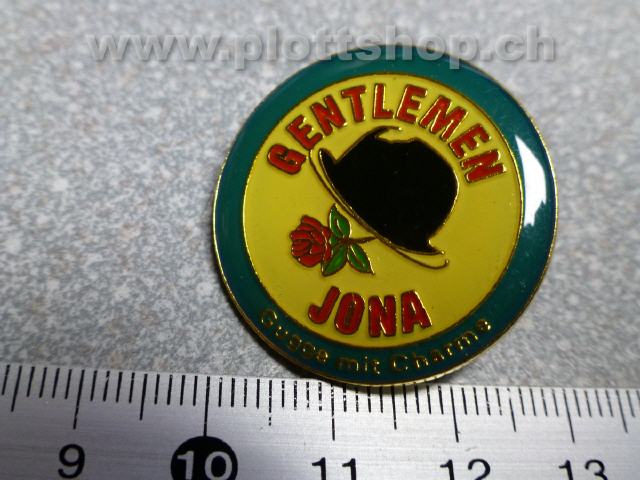 www.plottshop.ch
GENTLEMEN
JONA
Gugge mit Charme
9 10 11 12 13